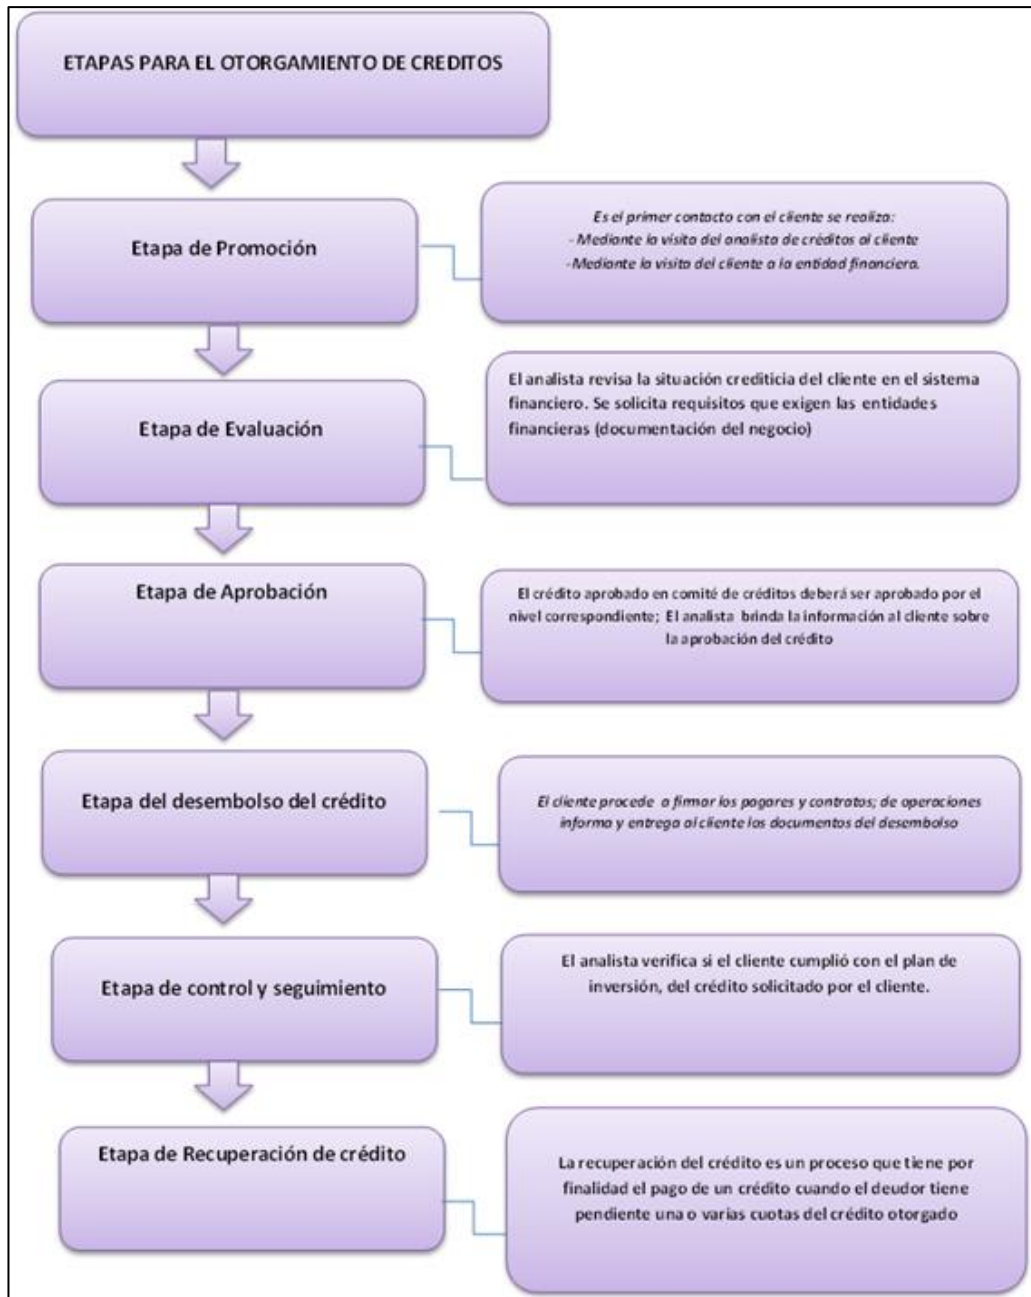 ETAPAS PARA EL OTORGAMIENTO DE CREDITOS
Etapa de Promoción
Es el primer contacto con el cliente se realiza:
- Mediante la visita del analista de créditos al cliente
-Mediante la visita del cliente a la entidad financiera.
Etapa de Evaluación
El analista revisa la situación crediticia del cliente en el sistema
financiero. Se solicita requisitos que exigen las entidades
financieras (documentación del negocio)
Etapa de Aprobación
El crédito aprobado en comité de créditos deberá ser aprobado por el
nivel correspondiente; El analista brinda la información al cliente sobre
la aprobación del crédito
Etapa del desembolso del crédito
El cliente procede a firmar los pagares y contratos; de operaciones
informa y entrega al cliente los documentos del desembolso
Etapa de control y seguimiento
El analista verifica si el cliente cumplió con el plan de
inversión, del crédito solicitado por el cliente.
Etapa de Recuperación de crédito
La recuperación del crédito es un proceso que tiene por
finalidad el pago de un crédito cuando el deudor tiene
pendiente una o varias cuotas del crédito otorgado